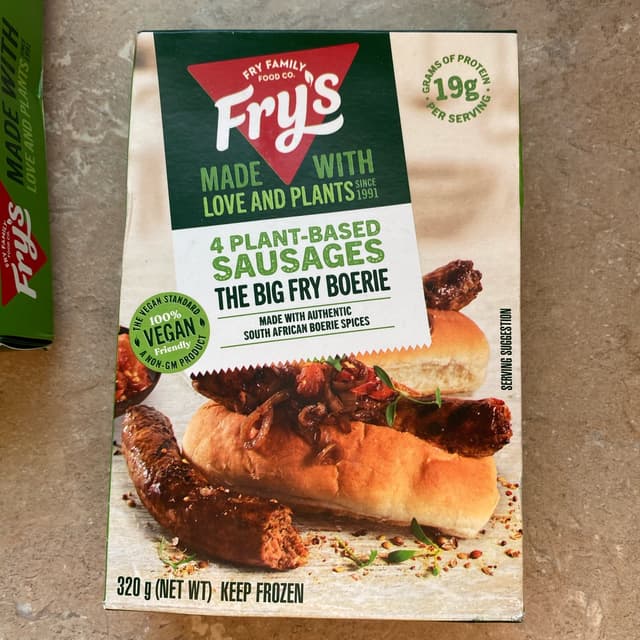 FRY FAMILY
FOOD CO.
Fry's
MADE WITH
LOVE AND PLANTS SINCE 1991
4 PLANT-BASED
SAUSAGES
THE BIG FRY BOERIE
MADE WITH AUTHENTIC
SOUTH AFRICAN BOERIE SPICES
GRAMS OF PROTEIN
19g
PER SERVING
THE VEGAN STANDARD
100%
VEGAN
Friendly
A NON-GM PRODUCT
SERVING SUGGESTION
320 g (NET WT) KEEP FROZEN
MADE WITH
LOVE AND PLANTS
Fry's